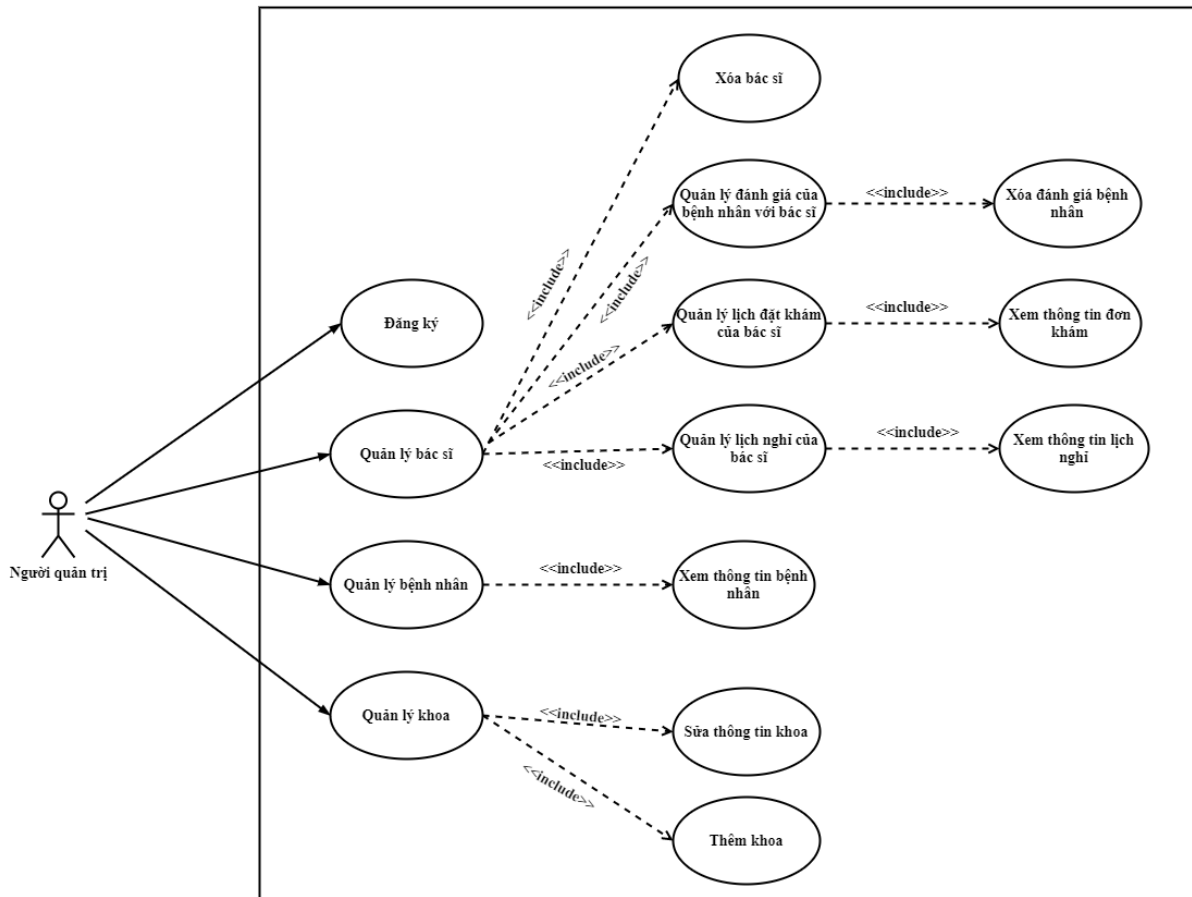 Xóa bác sĩ
<<include>>
Quản lý đánh giá của
bệnh nhân với bác sĩ
<<include>>
Xóa đánh giá bệnh
nhân
<<include>>
Đăng ký
Quản lý lịch đặt khám
của bác sĩ
<<include>>
Xem thông tin đơn
khám
<<include>>
Quản lý bác sĩ
<<include>>
Quản lý lịch nghỉ của
bác sĩ
<<include>>
Xem thông tin lịch
nghỉ
Người quản trị
Quản lý bệnh nhân
<<include>>
Xem thông tin bệnh
nhân
Quản lý khoa
<<include>>
Sửa thông tin khoa
<<include>>
Thêm khoa